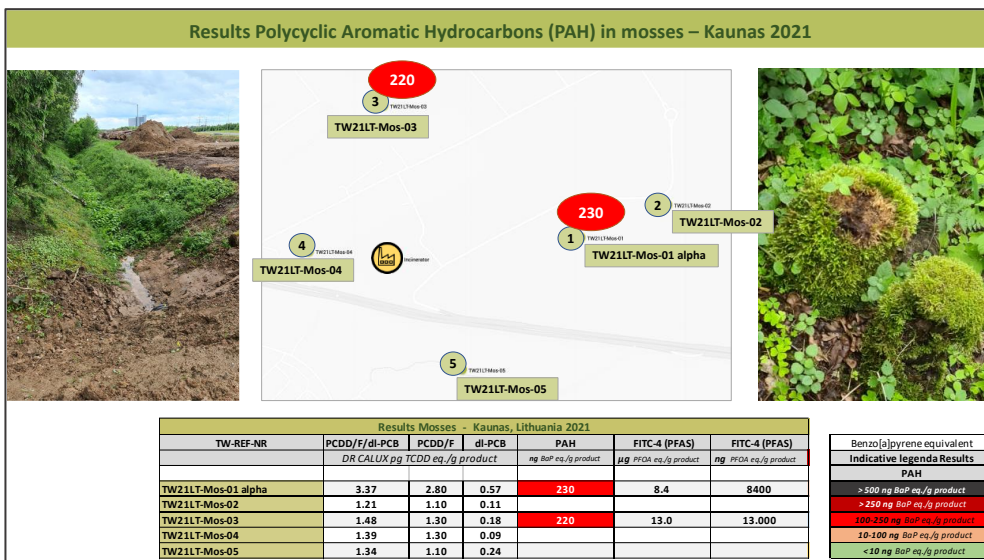 Results Polycyclic Aromatic Hydrocarbons (PAH) in mosses – Kaunas 2021
220
3 TW21LT-Mos-03
TW21LT-Mos-03
230
2 TW21LT-Mos-02
TW21LT-Mos-02
1 TW21LT-Mos-01
TW21LT-Mos-01 alpha
4 TW21LT-Mos-04
TW21LT-Mos-04
Incinerator
5 TW21LT-Mos-05
TW21LT-Mos-05
Results Mosses - Kaunas, Lithuania 2021
TW-REF-NR PCDD/F/dl-PCB PCDD/F dl-PCB PAH FITC-4 (PFAS) FITC-4 (PFAS)
DR CALUX pg TCDD eq./g product ng BaP eq./g product µg PFOA eq./g product ng PFOA eq./g product
TW21LT-Mos-01 alpha 3.37 2.80 0.57 230 8.4 8400
TW21LT-Mos-02 1.21 1.10 0.11
TW21LT-Mos-03 1.48 1.30 0.18 220 13.0 13.000
TW21LT-Mos-04 1.39 1.30 0.09
TW21LT-Mos-05 1.34 1.10 0.24
Benzo[a]pyrene equivalent
Indicative legenda Results
PAH
> 500 ng BaP eq./g product
> 250 ng BaP eq./g product
100-250 ng BaP eq./g product
10-100 ng BaP eq./g product
<10 ng BaP eq./g product